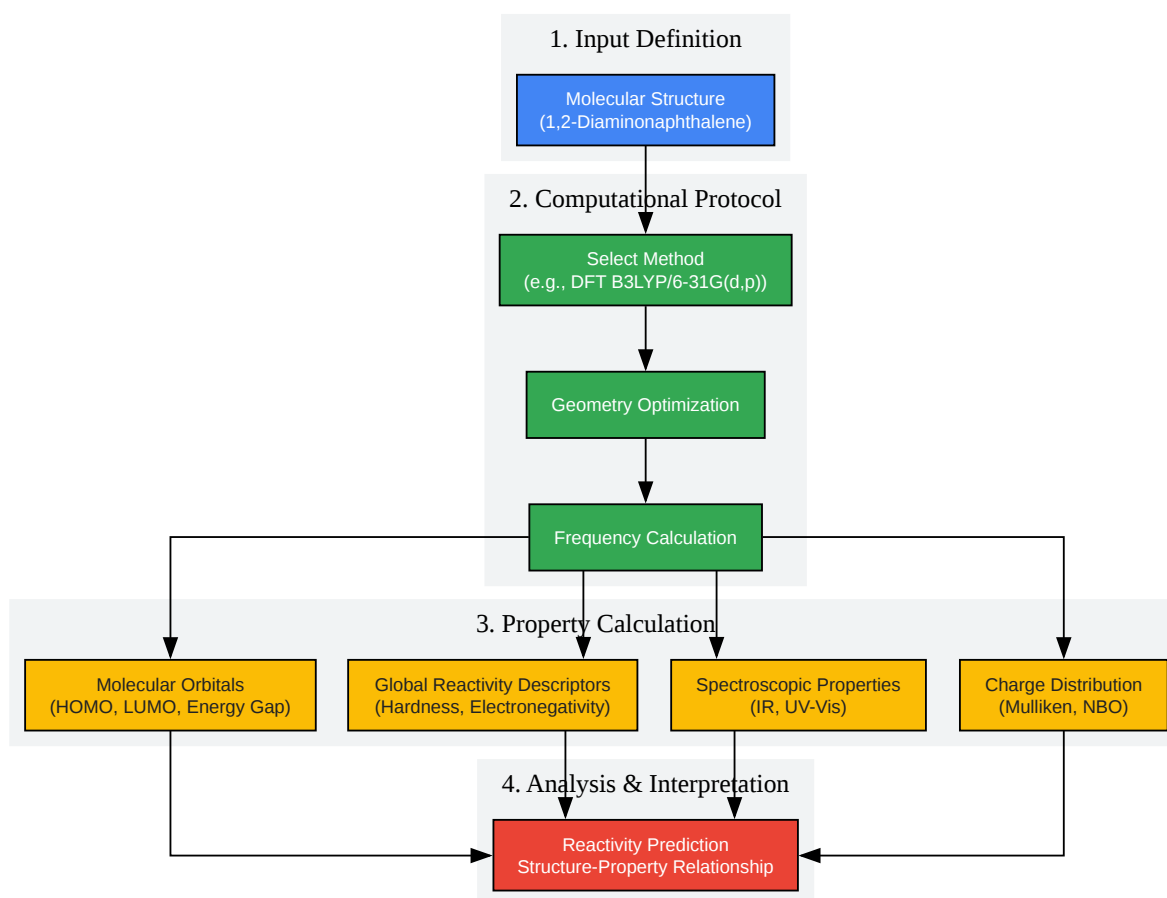 1. Input Definition
Molecular Structure
(1,2-Diaminonaphthalene)
2. Computational Protocol
Select Method
(e.g., DFT B3LYP/6-31G(d,p))
Geometry Optimization
Frequency Calculation
3. Property Calculation
Molecular Orbitals
(HOMO, LUMO, Energy Gap)
Global Reactivity Descriptors
(Hardness, Electronegativity)
Spectroscopic Properties
(IR, UV-Vis)
Charge Distribution
(Mulliken, NBO)
4. Analysis & Interpretation
Reactivity Prediction
Structure-Property Relationship